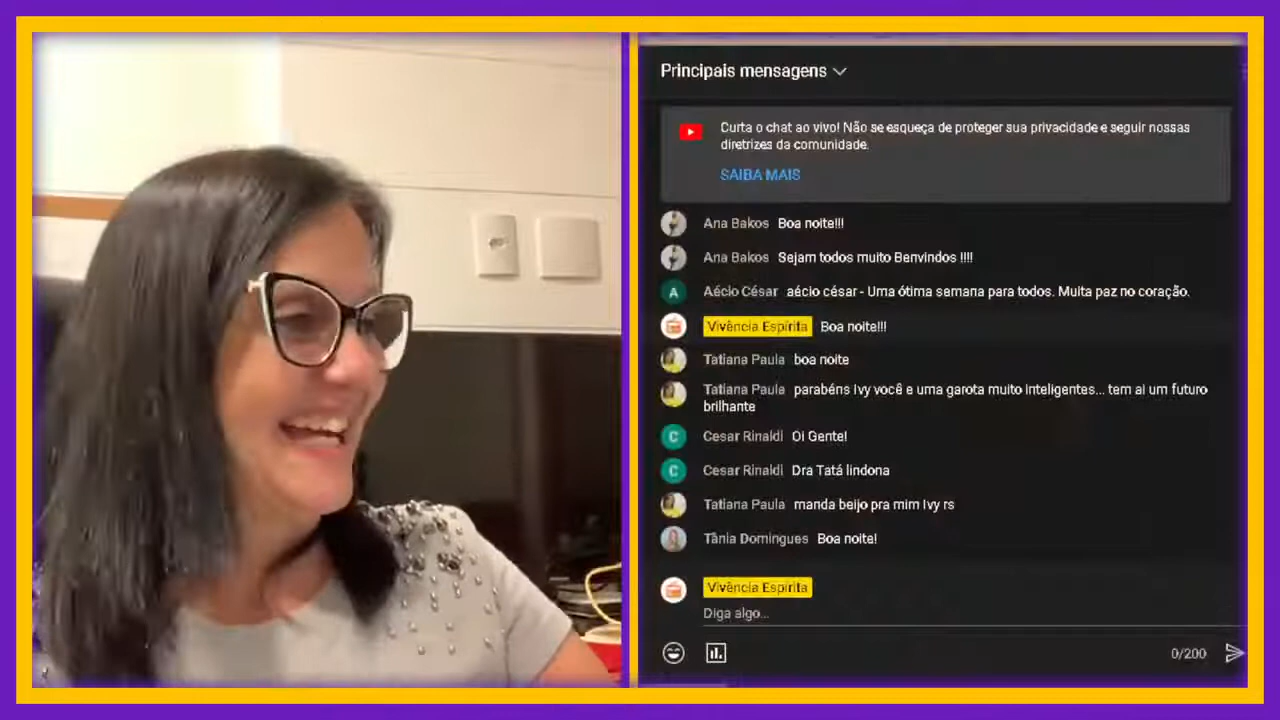 Principais mensagens
Curta o chat ao vivo! Não se esqueça de proteger sua privacidade e seguir nossas
diretrizes da comunidade.
SAIBA MAIS
Ana Bakos Boa noite!!!
Ana Bakos Sejam todos muito Benvindos !!!!
A Aécio César aécio césar - Uma ótima semana para todos. Muita paz no coração.
Vivência Espírita Boa noite!!!
Tatiana Paula boa noite
Tatiana Paula parabéns Ivy você e uma garota muito inteligentes... tem ai um futuro
brilhante
C Cesar Rinaldi Oi Gente!
C Cesar Rinaldi Dra Tatá lindona
Tatiana Paula manda beijo pra mim Ivy rs
Tânia Domingues Boa noite!
Vivência Espírita
Diga algo...
0/200